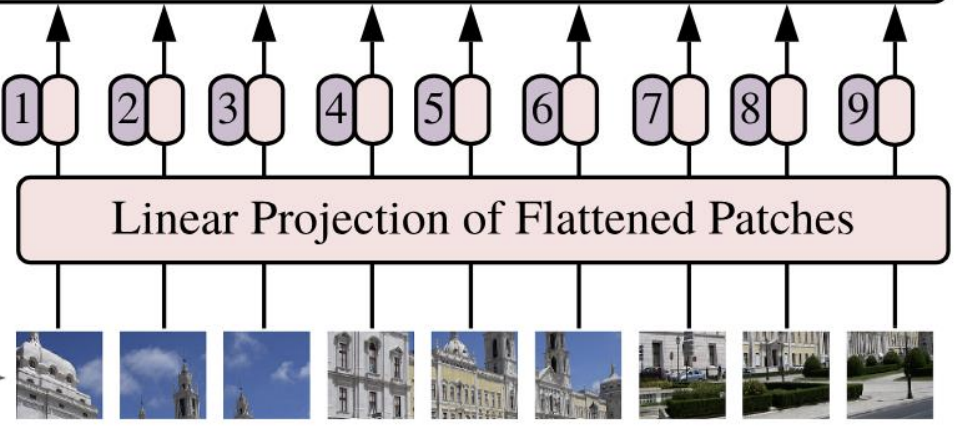 1 2 3 4 5 6 7 8 9
Linear Projection of Flattened Patches